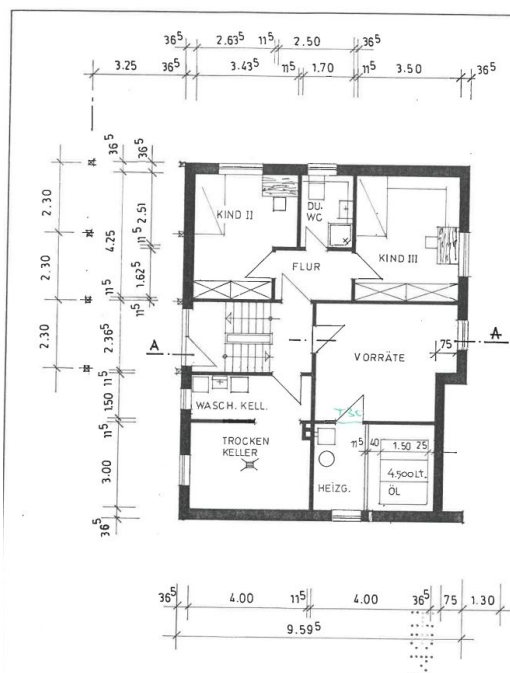 36⁵ 2.63⁵ 11⁵ 2.50 36⁵
3.25 36⁵ 3.43⁵ 11⁵ 1.70 11⁵ 3.50 36⁵
36⁵ 36⁵
2.30 4.25 2.51
KIND II
DU-
WC
KIND III
FLUR
11⁵
2.30 1.62⁵
11⁵ 11⁵
2.30 2.36⁵
A
A
75
VORRÄTE
11⁵
1.50
WASCH. KELL.
11⁵
TROCKEN
KELLER
T30
11⁵ 40 1.50 25
3.00
4.500 Lt.
ÖL
HEIZG.
36⁵
36⁵ 4.00 11⁵ 4.00 36⁵ 75 1.30
9.59⁵